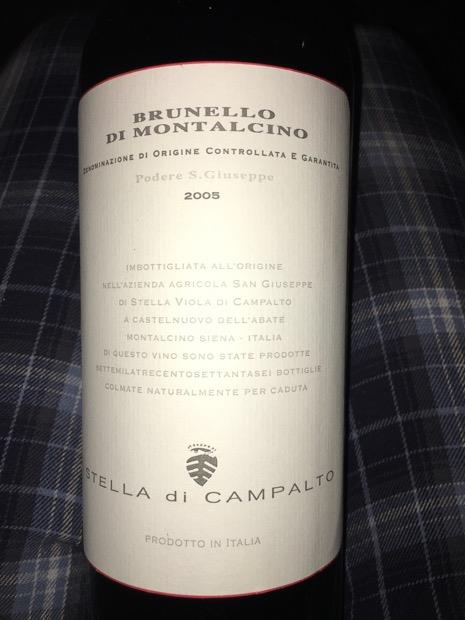 BRUNELLO
DI MONTALCINO
DENOMINAZIONE DI ORIGINE CONTROLLATA E GARANTITA
Podere S.Giuseppe
2005
IMBOTTIGLIATA ALL'ORIGINE
NELL'AZIENDA AGRICOLA SAN GIUSEPPE
DI STELLA VIOLA DI CAMPALTO
A CASTELNUOVO DELL'ABATE
MONTALCINO SIENA - ITALIA
DI QUESTO VINO SONO STATE PRODOTTE
SETTEMILATRECENTOSETTANTASEI BOTTIGLIE
COLMATE NATURALMENTE PER CADUTA
STELLA di CAMPALTO
PRODOTTO IN ITALIA